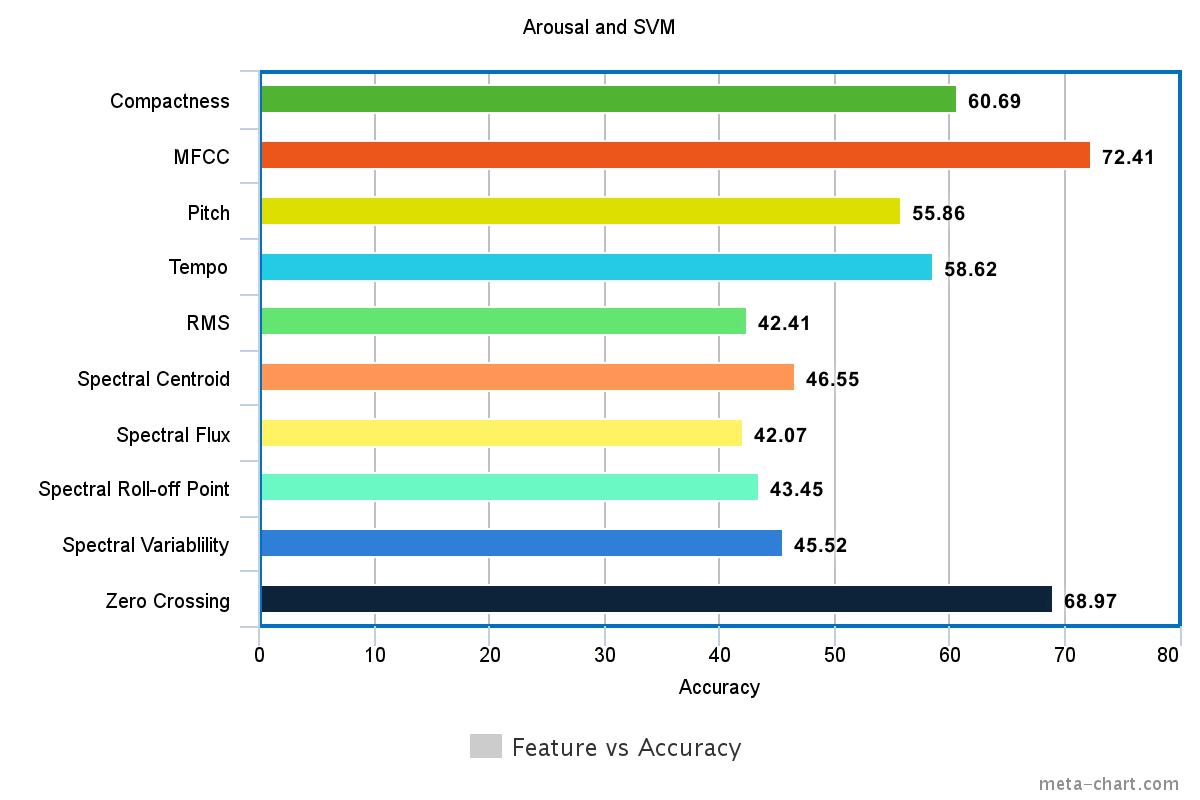 Arousal and SVM
Compactness 60.69
MFCC 72.41
Pitch 55.86
Tempo 58.62
RMS 42.41
Spectral Centroid 46.55
Spectral Flux 42.07
Spectral Roll-off Point 43.45
Spectral Variablility 45.52
Zero Crossing 68.97
0 10 20 30 40 50 60 70 80
Accuracy
Feature vs Accuracy
meta-chart.com